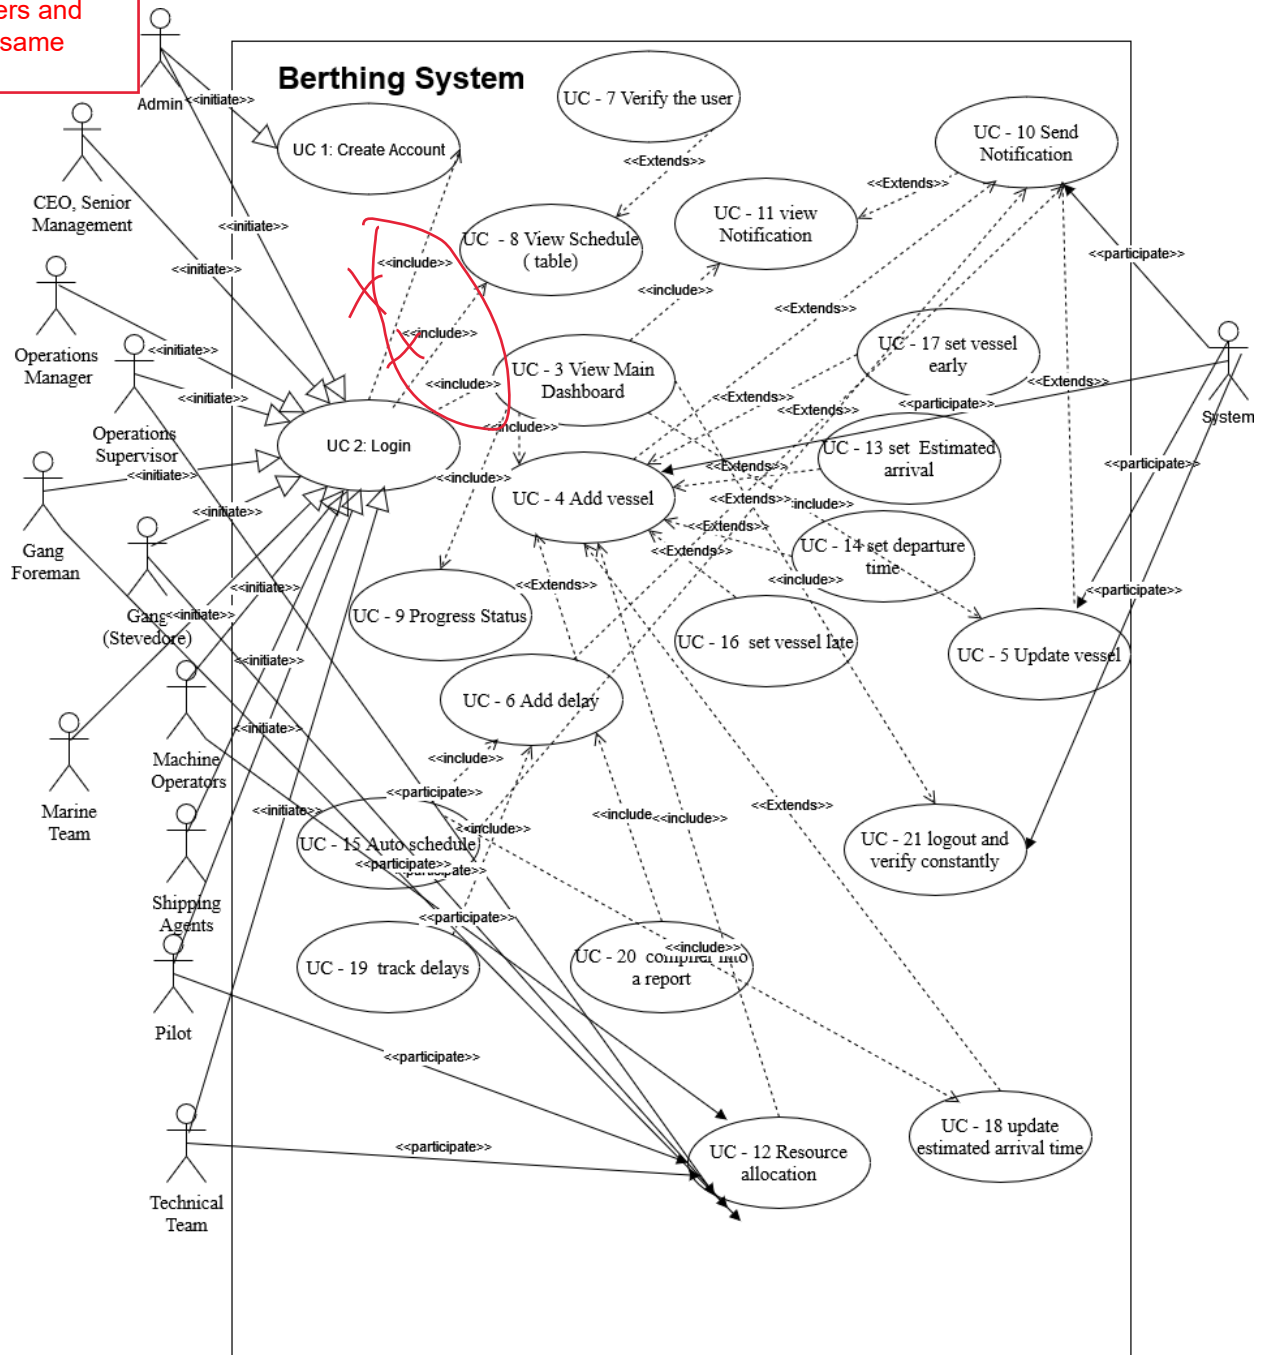 ers and
same
Admin
<<initiate>>
Berthing System
UC - 7 Verify the user
UC 1: Create Account
<<Extends>>
UC - 10 Send
Notification
<<Extends>>
CEO, Senior
Management
<<initiate>>
UC - 11 view
Notification
UC - 8 View Schedule
( table)
<<participate>>
<<initiate>>
<<include>>
<<include>>
<<Extends>>
<<include>>
Operations
Manager
<<initiate>>
UC - 3 View Main
Dashboard
UC - 17 set vessel
early
<<Extends>>
<<include>>
<<initiate>>
<<Extends>>
<<Extends>>
<<participate>>
System
Operations
Supervisor
<<include>>
UC 2: Login
UC - 13 set Estimated
arrival
<<initiate>>
<<include>>
<<Extends>>
<<participate>>
UC - 4 Add vessel
<<Extends>>
:include>>
<<initiate>>
<<Extends>>
Gang
Foreman
<<Extends>>
UC - 14 set departure
time
<<initiate>>
<<Extends>>
<<include>>
<<participate>>
Gang
(Stevedore)
<<initiate>>
UC - 9 Progress Status
UC - 16 set vessel late
UC - 5 Update vessel
<<initiate>>
UC - 6 Add delay
<<initiate>>
Machine
Operators
<<include>>
Marine
Team
<<initiate>>
<<participate>>
<<include>>
<<include
<<include>>
<<Extends>>
UC - 15 Auto schedule
<<participate>>
UC - 21 logout and
verify constantly
Shipping
Agents
<<participate>>
<<include>>
UC - 19 track delays
UC - 20
a report
Pilot
<<participate>>
<<participate>>
UC - 12 Resource
allocation
UC - 18 update
estimated arrival time
Technical
Team